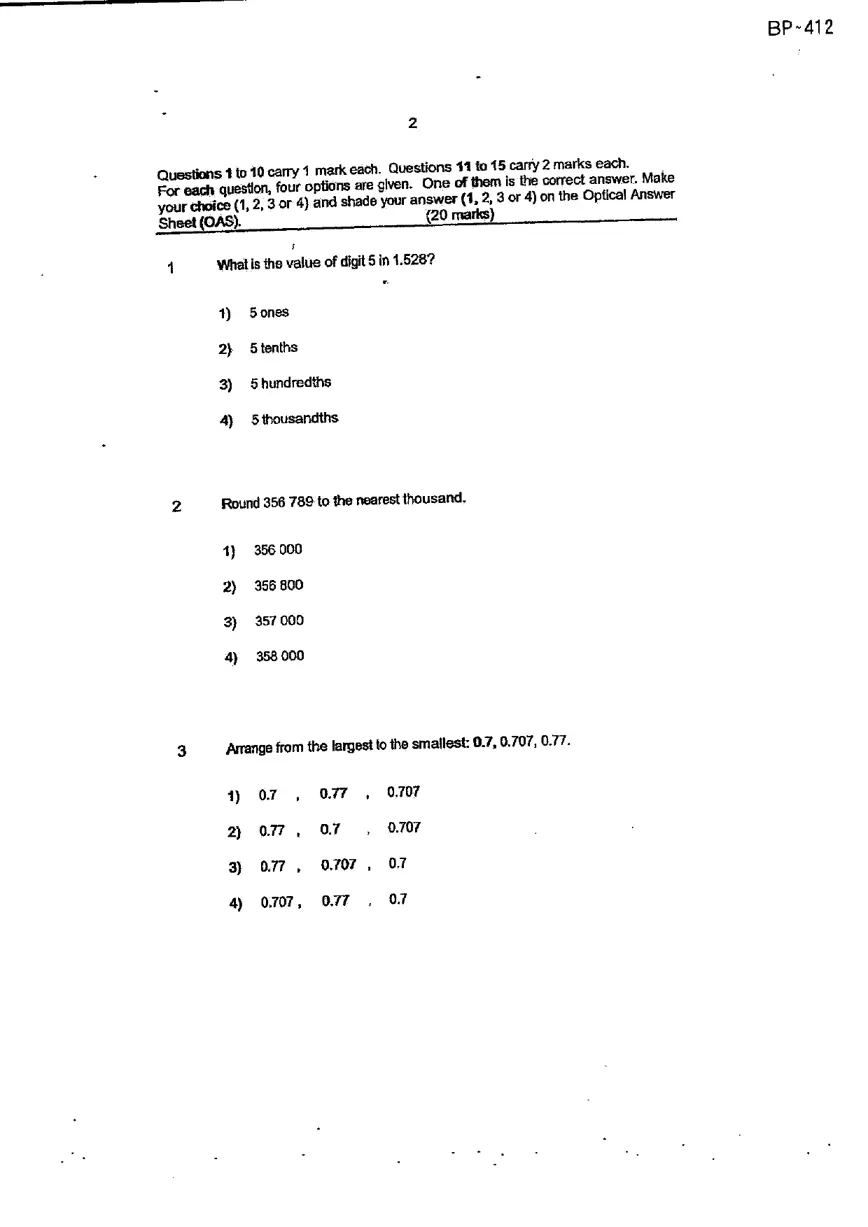 BP~412
2
Questions 1 to 10 carry 1 mark each. Questions 11 to 15 carry 2 marks each.
For each question, four options are given. One of them is the correct answer. Make
your choice (1, 2, 3 or 4) and shade your answer (1, 2, 3 or 4) on the Optical Answer
Sheet (OAS). (20 marks)
1 What is the value of digit 5 in 1.528?
1) 5 ones
2) 5 tenths
3) 5 hundredths
4) 5 thousandths
2 Round 356 789 to the nearest thousand.
1) 356 000
2) 356 800
3) 357 000
4) 358 000
3 Arrange from the largest to the smallest: 0.7, 0.707, 0.77.
1) 0.7 , 0.77 , 0.707
2) 0.77 , 0.7 , 0.707
3) 0.77 , 0.707 , 0.7
4) 0.707 , 0.77 , 0.7